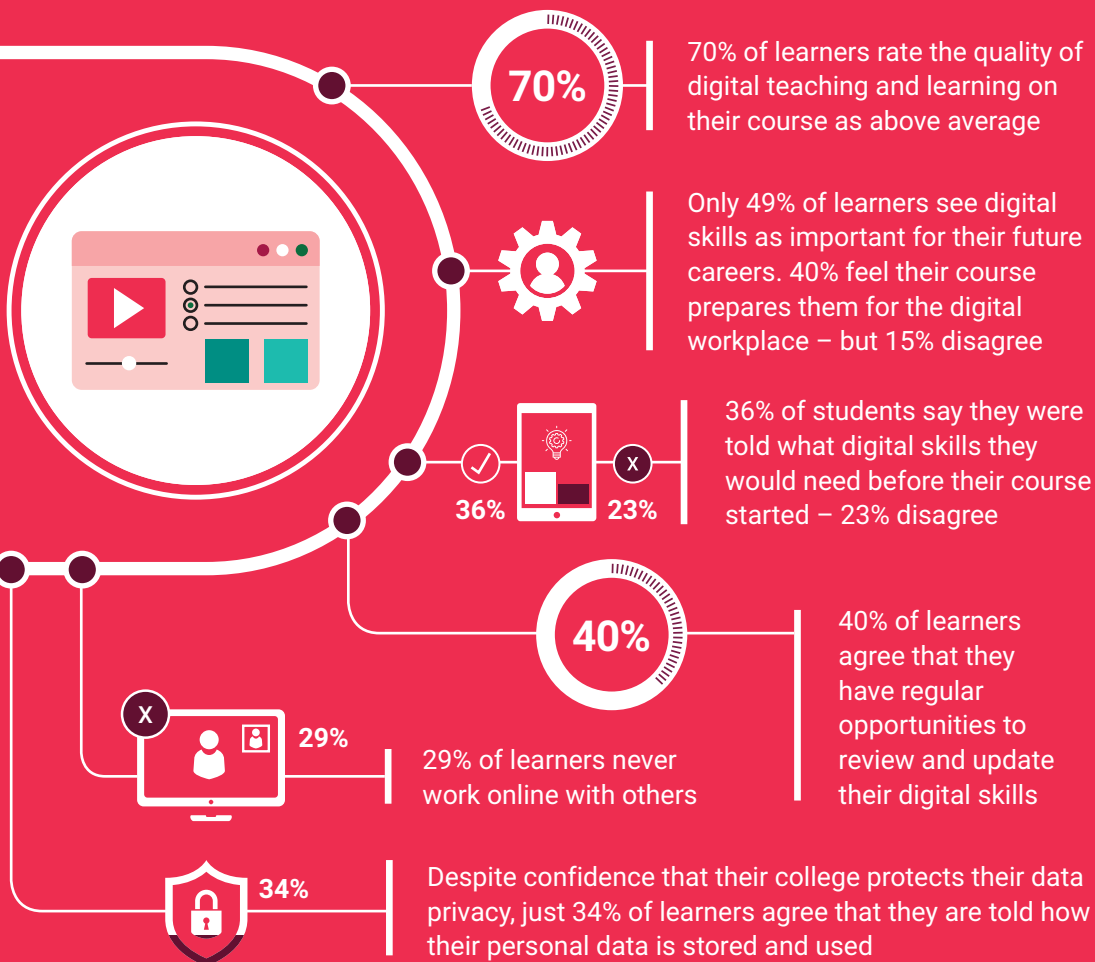 70%
70% of learners rate the quality of
digital teaching and learning on
their course as above average
Only 49% of learners see digital
skills as important for their future
careers. 40% feel their course
prepares them for the digital
workplace – but 15% disagree
X
36%
23%
36% of students say they were
told what digital skills they
would need before their course
started – 23% disagree
40%
40% of learners
agree that they
have regular
opportunities to
review and update
their digital skills
X
29%
29% of learners never
work online with others
34%
Despite confidence that their college protects their data
privacy, just 34% of learners agree that they are told how
their personal data is stored and used